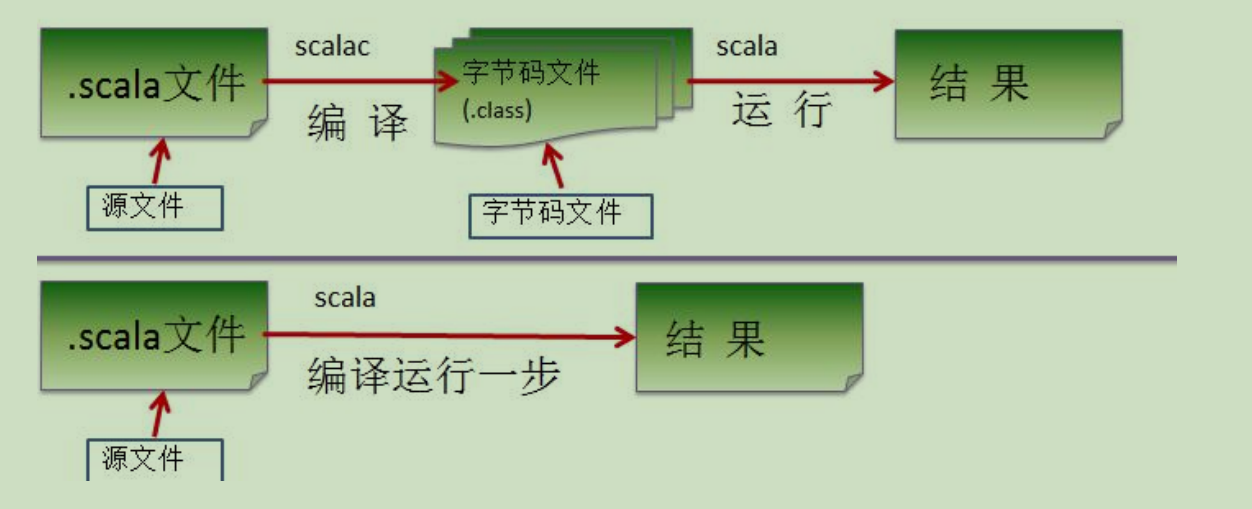 scalac
scala
.scala文件
字节码文件
(.class)
结 果
编 译
运 行
源文件
字节码文件
scala
.scala文件
结 果
编译运行一步
源文件